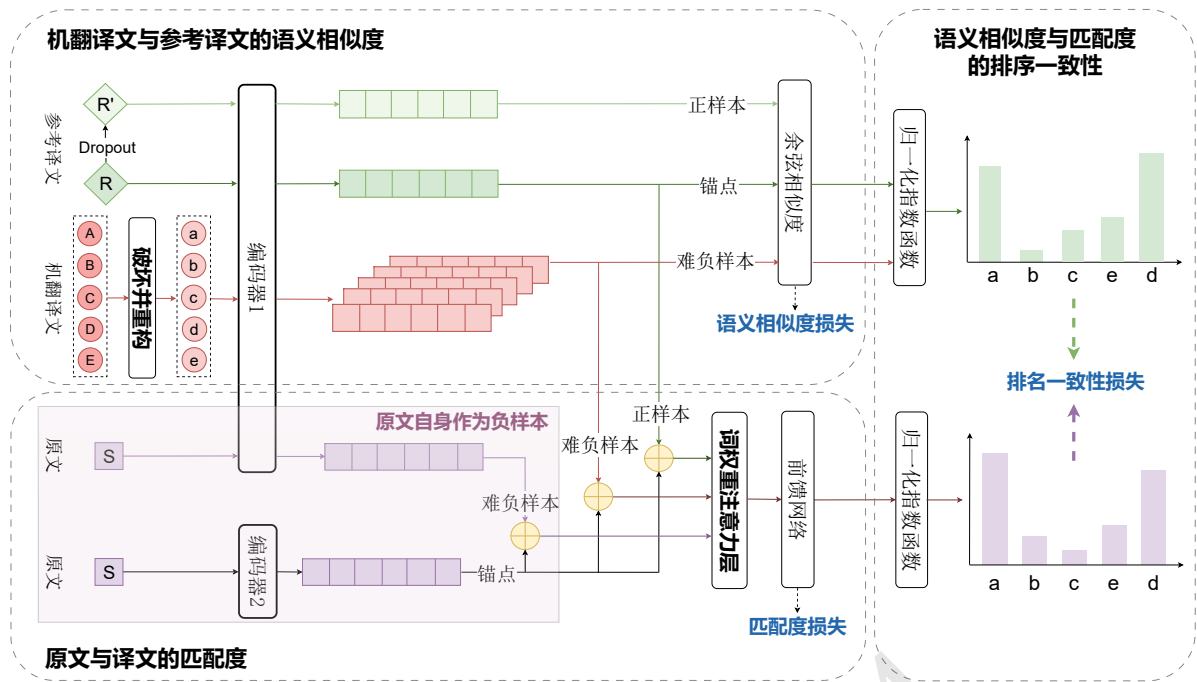 机翻译文与参考译文的语义相似度
语义相似度与匹配度
的排序一致性
参考译文
R'
Dropout
R
正样本
锚点
机翻译文
A
B
C
D
E
破坏并重构
a
b
c
d
e
编码器1
难负样本
余弦相似度
语义相似度损失
归一化指数函数
a
b
c
e
d
排名一致性损失
原文自身作为负样本
原文
S
难负样本
原文
S
编码器2
锚点
难负样本
正样本
词权重注意力层
前馈网络
匹配度损失
归一化指数函数
a
b
c
e
d
原文与译文的匹配度